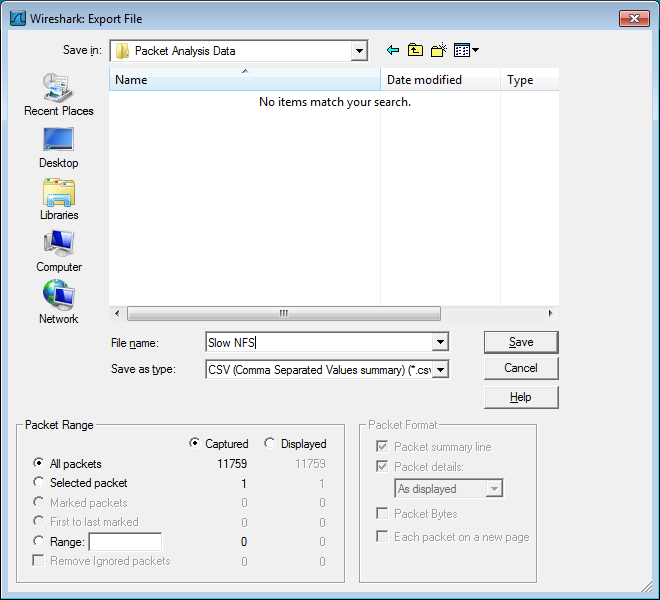 Wireshark: Export File
Save in: Packet Analysis Data
Name Date modified Type
No items match your search.
Recent Places
Desktop
Libraries
Computer
Network
File name: Slow NFS Save
Save as type: CSV (Comma Separated Values summary) (*.csv Cancel
Help
Packet Range
Captured Displayed
All packets 11759 11759
Selected packet 1 1
Marked packets 0 0
First to last marked 0 0
Range: 0 0
Remove Ignored packets 0 0
Packet Format
Packet summary line
Packet details:
As displayed
Packet Bytes
Each packet on a new page